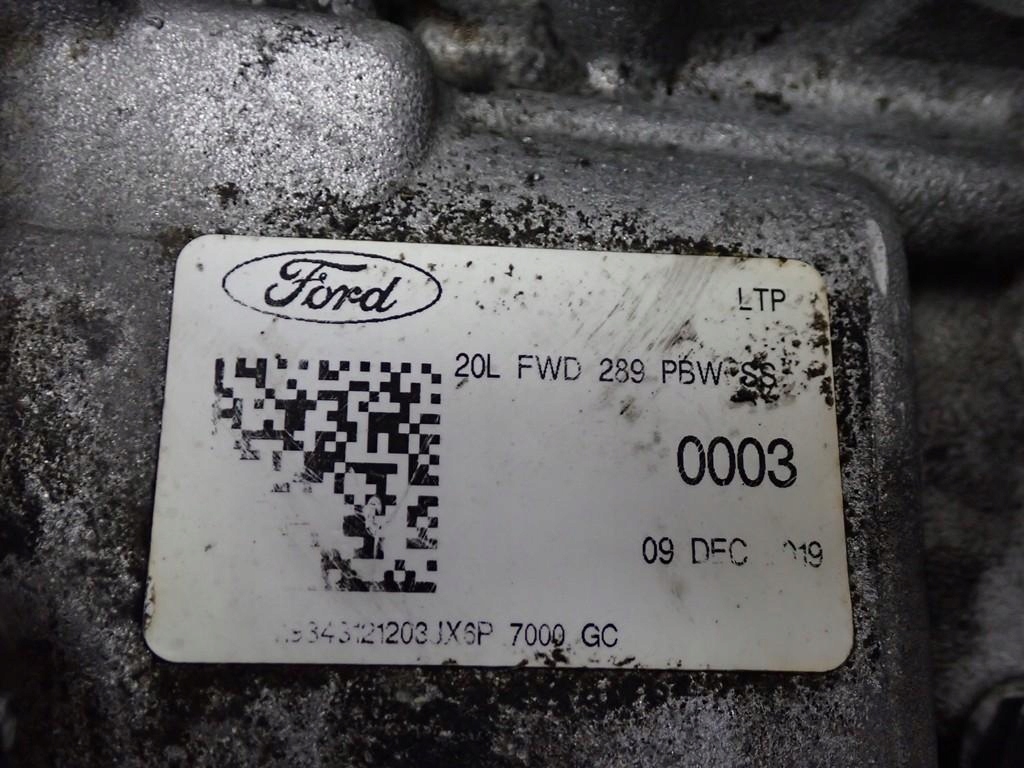 Ford
LTP
20L FWD 289 PBW SS
0003
09 DEC
7000 GC